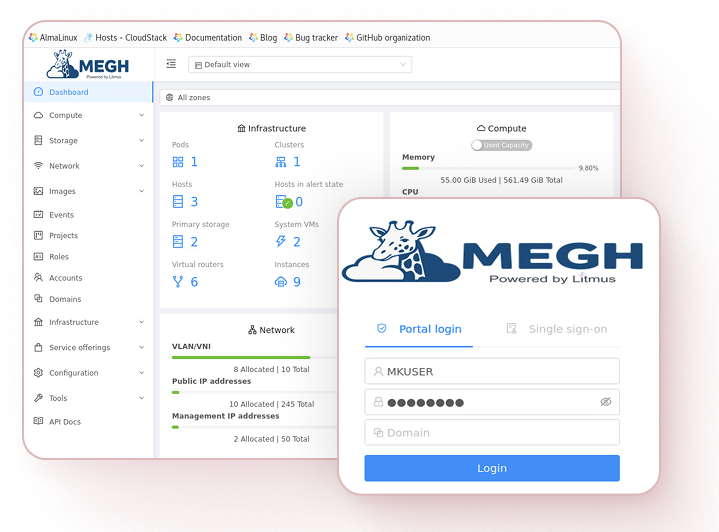 AlmaLinux Hosts - CloudStack Documentation Blog Bug tracker GitHub organization
MEGH
Powered by Litmus
Default view
Dashboard
Compute
Storage
Network
Images
Events
Projects
Roles
Accounts
Domains
Infrastructure
Service offerings
Configuration
Tools
API Docs
All zones
Infrastructure
Pods
1
Clusters
1
Hosts
3
Hosts in alert state
0
Primary storage
2
System VMs
2
Virtual routers
6
Instances
9
Compute
Used Capacity
Memory
9.80%
55.00 GiB Used | 561.49 GiB Total
CPU
Network
VLAN/VNI
8 Allocated | 10 Total
Public IP addresses
10 Allocated | 245 Total
Management IP addresses
2 Allocated | 50 Total
MEGH
Powered by Litmus
Portal login Single sign-on
MKUSER
Domain
Login